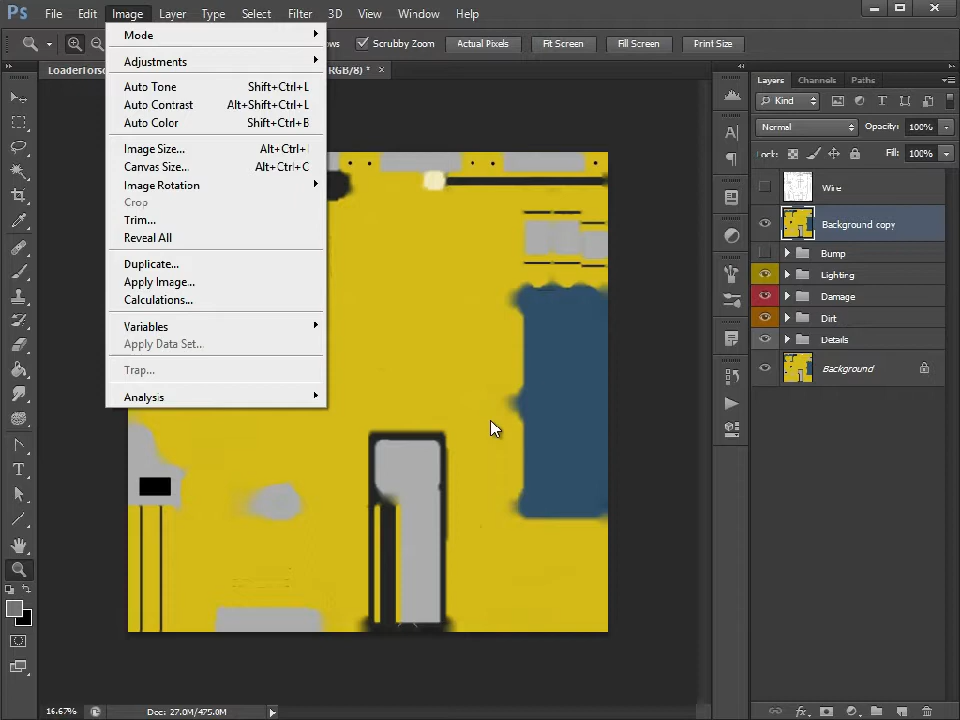 Ps File Edit Image Layer Type Select Filter 3D View Window Help
Scrubby Zoom Actual Pixels Fit Screen Fill Screen Print Size
RGB/8) * ×
Mode
Adjustments
Auto Tone Shift+Ctrl+L
Auto Contrast Alt+Shift+Ctrl+L
Auto Color Shift+Ctrl+B
Image Size... Alt+Ctrl+I
Canvas Size... Alt+Ctrl+C
Image Rotation
Crop
Trim...
Reveal All
Duplicate...
Apply Image...
Calculations...
Variables
Apply Data Set...
Trap...
Analysis
Layers Channels Paths
Kind
Normal Opacity: 100%
Lock: Fill: 100%
Wire
Background copy
Bump
Lighting
Damage
Dirt
Details
Background
16.67% Doc: 27.0M/475.0M